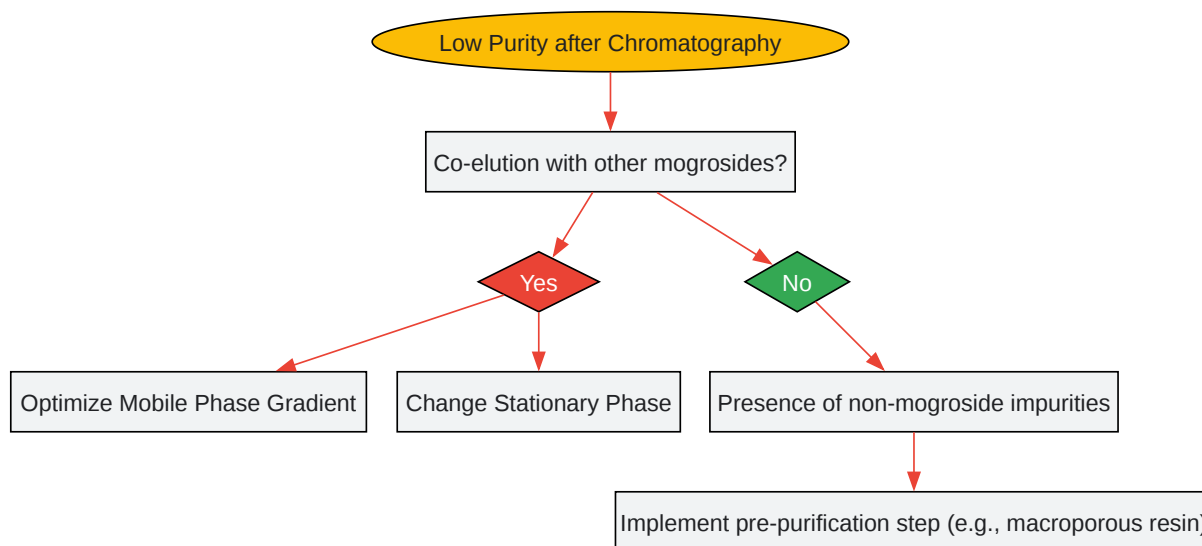 Low Purity after Chromatography
Co-elution with other mogrosides?
Yes
No
Optimize Mobile Phase Gradient
Change Stationary Phase
Presence of non-mogroside impurities
Implement pre-purification step (e.g., macroporous resin)